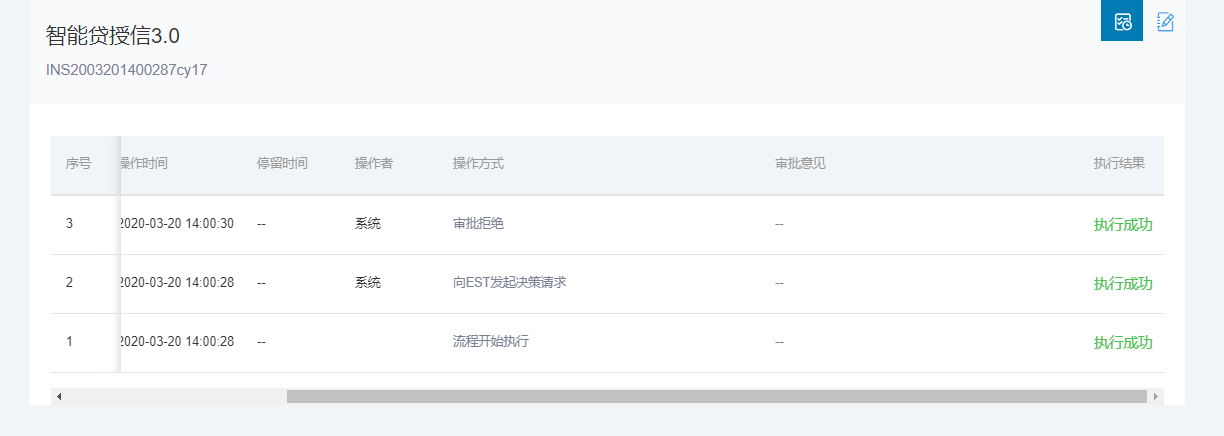 智能贷授信3.0
INS2003201400287cy17
序号 操作时间 停留时间 操作者 操作方式 审批意见 执行结果
3 2020-03-20 14:00:30 -- 系统 审批拒绝 -- 执行成功
2 2020-03-20 14:00:28 -- 系统 向EST发起决策请求 -- 执行成功
1 2020-03-20 14:00:28 -- 流程开始执行 -- 执行成功